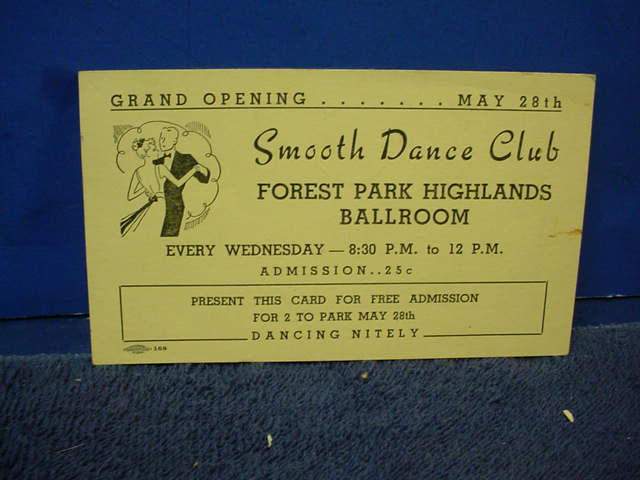 GRAND OPENING . . . . . . . MAY 28th
Smooth Dance Club
FOREST PARK HIGHLANDS
BALLROOM
EVERY WEDNESDAY — 8:30 P.M. to 12 P.M.
ADMISSION..25c
PRESENT THIS CARD FOR FREE ADMISSION
FOR 2 TO PARK MAY 28th
DANCING NITELY
168